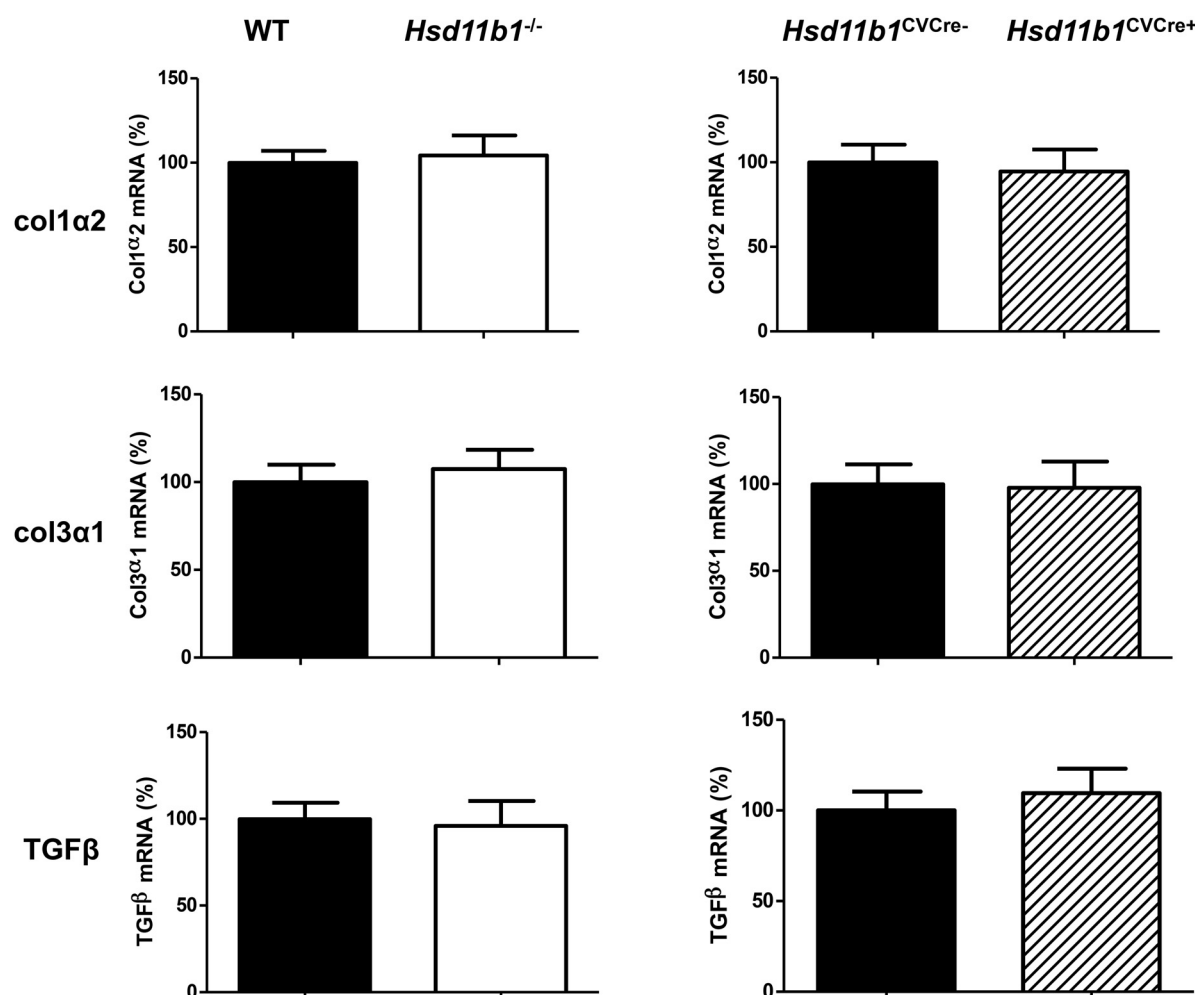 WT Hsd11b1-/- Hsd11b1CVCre- Hsd11b1CVCre+
col1α2
Col1α2 mRNA (%)
150
100
50
0
Col1α2 mRNA (%)
150
100
50
0
col3α1
Col3α1 mRNA (%)
150
100
50
0
Col3α1 mRNA (%)
150
100
50
0
TGFβ
TGFβ mRNA (%)
150
100
50
0
TGFβ mRNA (%)
150
100
50
0